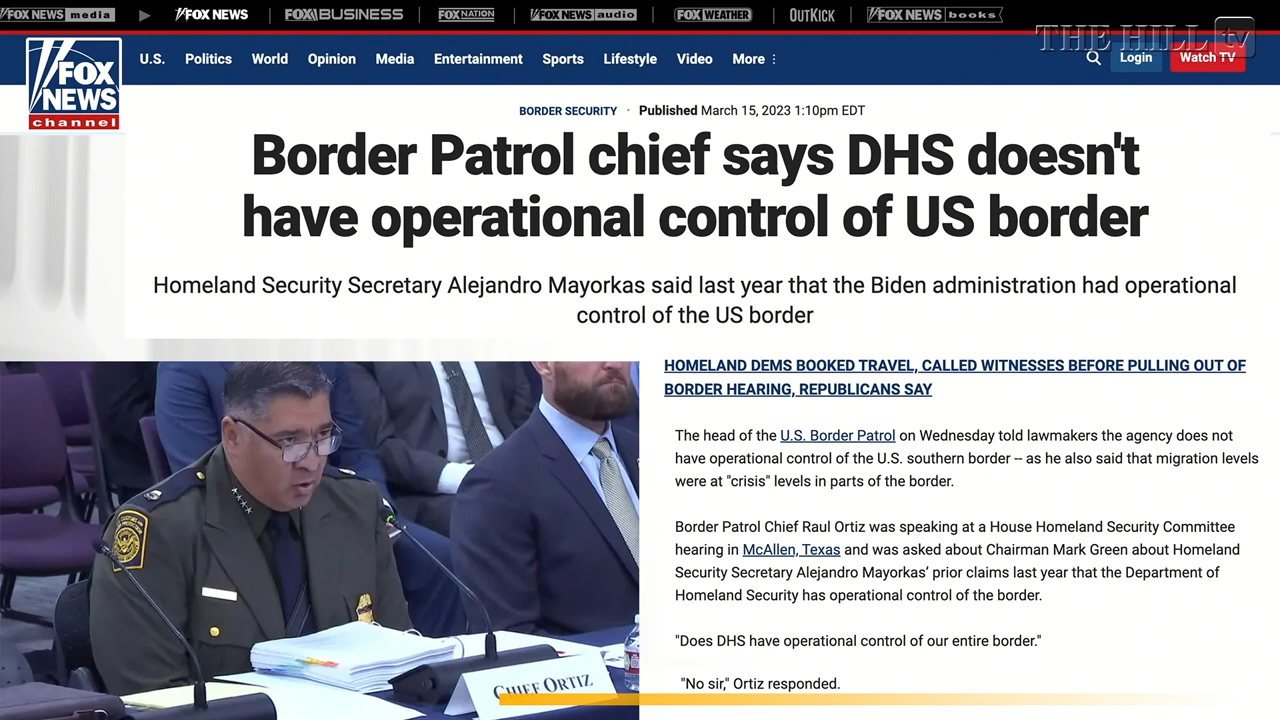 FOX NEWS media
FOX NEWS
FOX BUSINESS
FOX NATION
FOX NEWS audio
FOX WEATHER
OUTKICK
FOX NEWS books
THE HILL tv
FOX
NEWS
channel
U.S. Politics World Opinion Media Entertainment Sports Lifestyle Video More
Login
Watch TV
BORDER SECURITY · Published March 15, 2023 1:10pm EDT
Border Patrol chief says DHS doesn't
have operational control of US border
Homeland Security Secretary Alejandro Mayorkas said last year that the Biden administration had operational
control of the US border
HOMELAND DEMS BOOKED TRAVEL, CALLED WITNESSES BEFORE PULLING OUT OF
BORDER HEARING, REPUBLICANS SAY
The head of the U.S. Border Patrol on Wednesday told lawmakers the agency does not
have operational control of the U.S. southern border -- as he also said that migration levels
were at "crisis" levels in parts of the border.
Border Patrol Chief Raul Ortiz was speaking at a House Homeland Security Committee
hearing in McAllen, Texas and was asked about Chairman Mark Green about Homeland
Security Secretary Alejandro Mayorkas' prior claims last year that the Department of
Homeland Security has operational control of the border.
"Does DHS have operational control of our entire border."
"No sir," Ortiz responded.
CHIEF ORTIZ